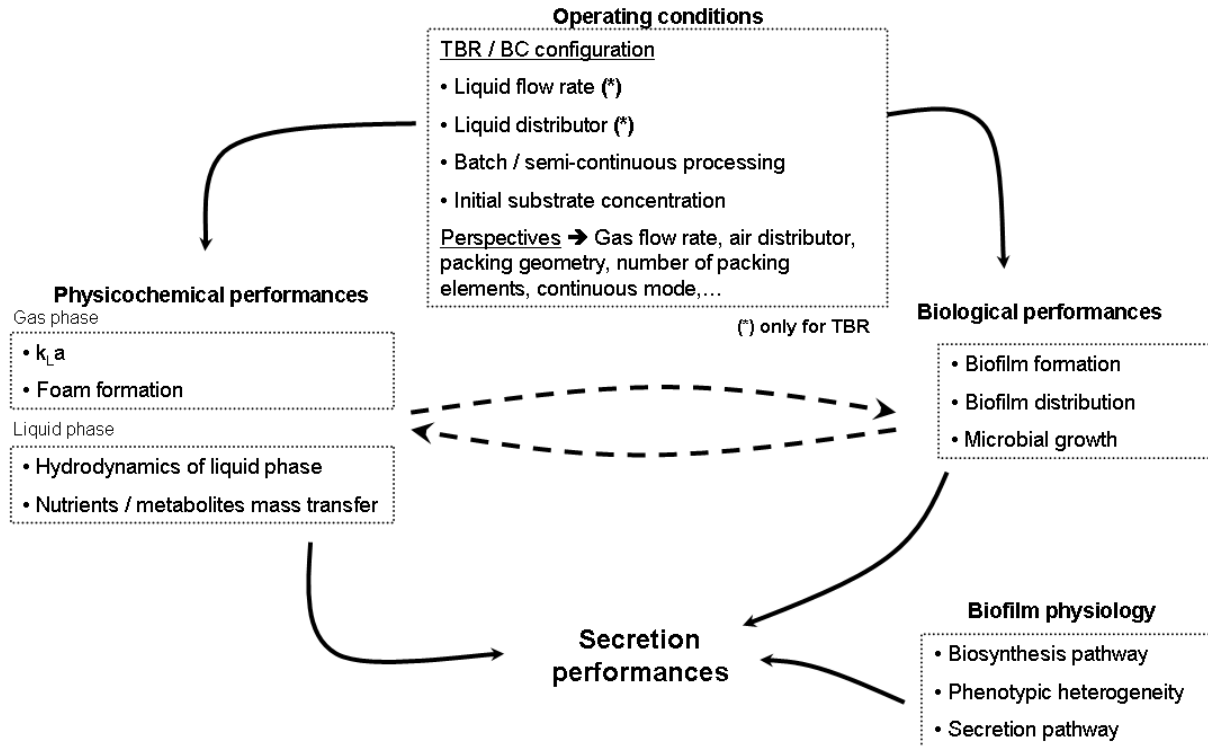 Operating conditions
TBR / BC configuration
• Liquid flow rate (*)
• Liquid distributor (*)
• Batch / semi-continuous processing
• Initial substrate concentration
Perspectives ➔ Gas flow rate, air distributor,
packing geometry, number of packing
elements, continuous mode,…
(*) only for TBR
Physicochemical performances
Gas phase
• kLa
• Foam formation
Liquid phase
• Hydrodynamics of liquid phase
• Nutrients / metabolites mass transfer
Biological performances
• Biofilm formation
• Biofilm distribution
• Microbial growth
Secretion
performances
Biofilm physiology
• Biosynthesis pathway
• Phenotypic heterogeneity
• Secretion pathway